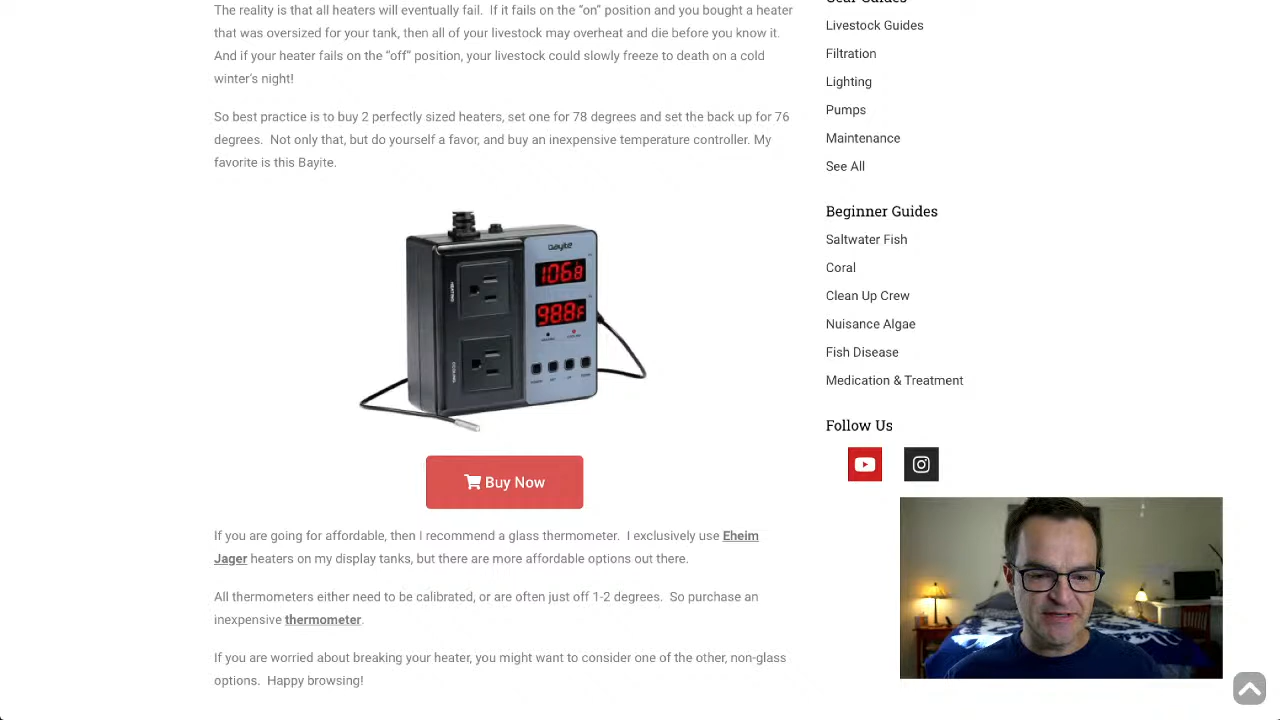 The reality is that all heaters will eventually fail.  If it fails on the “on” position and you bought a heater
that was oversized for your tank, then all of your livestock may overheat and die before you know it.
And if your heater fails on the “off” position, your livestock could slowly freeze to death on a cold
winter’s night!
So best practice is to buy 2 perfectly sized heaters, set one for 78 degrees and set the back up for 76
degrees.  Not only that, but do yourself a favor, and buy an inexpensive temperature controller. My
favorite is this Bayite.
bayite
106.8
98.8F
HEATING
COOLING
Buy Now
If you are going for affordable, then I recommend a glass thermometer.  I exclusively use Eheim
Jager heaters on my display tanks, but there are more affordable options out there.
All thermometers either need to be calibrated, or are often just off 1-2 degrees.  So purchase an
inexpensive thermometer.
If you are worried about breaking your heater, you might want to consider one of the other, non-glass
options.  Happy browsing!
Gear Guides
Livestock Guides
Filtration
Lighting
Pumps
Maintenance
See All
Beginner Guides
Saltwater Fish
Coral
Clean Up Crew
Nuisance Algae
Fish Disease
Medication & Treatment
Follow Us